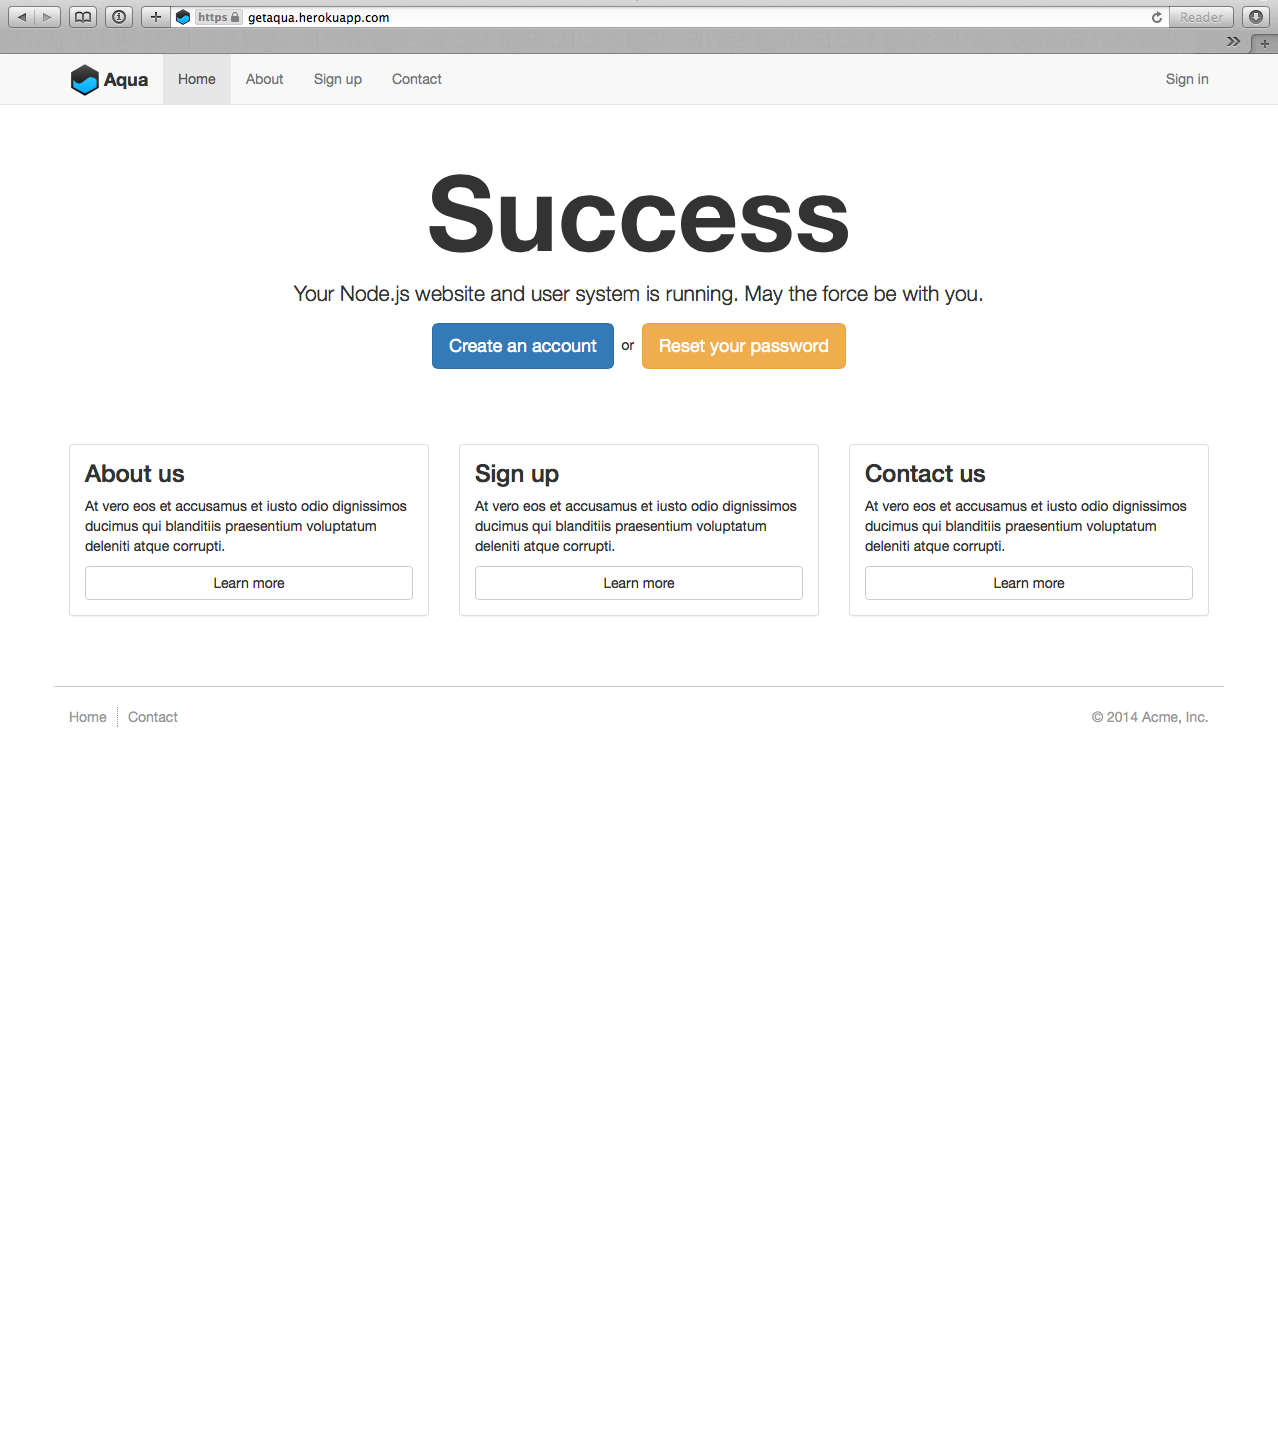 https getaqua.herokuapp.com Reader
Aqua Home About Sign up Contact Sign in
Success
Your Node.js website and user system is running. May the force be with you.
Create an account or Reset your password
About us
At vero eos et accusamus et iusto odio dignissimos
ducimus qui blanditiis praesentium voluptatum
deleniti atque corrupti.
Learn more
Sign up
At vero eos et accusamus et iusto odio dignissimos
ducimus qui blanditiis praesentium voluptatum
deleniti atque corrupti.
Learn more
Contact us
At vero eos et accusamus et iusto odio dignissimos
ducimus qui blanditiis praesentium voluptatum
deleniti atque corrupti.
Learn more
Home Contact © 2014 Acme, Inc.